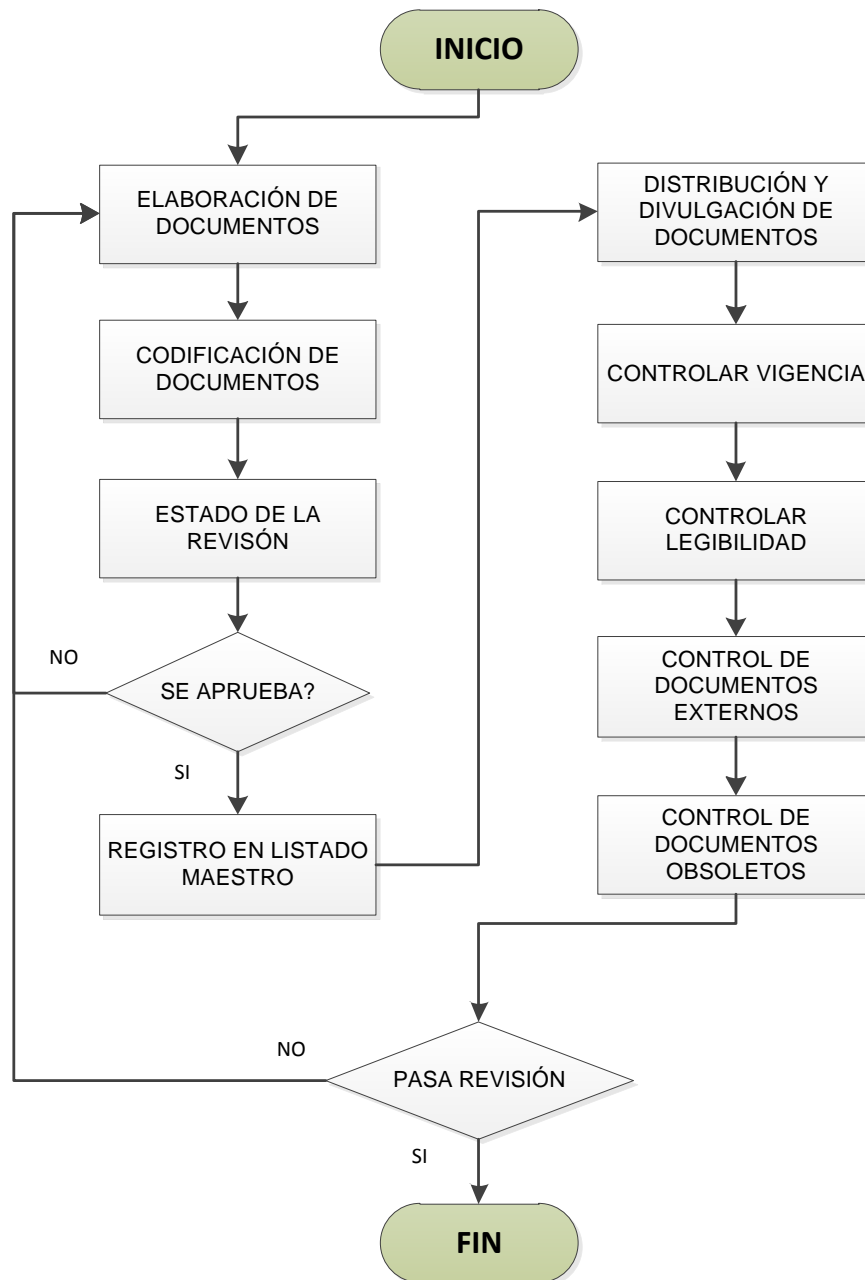 INICIO
ELABORACIÓN DE
DOCUMENTOS
CODIFICACIÓN DE
DOCUMENTOS
ESTADO DE LA
REVISÓN
NO
SE APRUEBA?
SI
REGISTRO EN LISTADO
MAESTRO
DISTRIBUCIÓN Y
DIVULGACIÓN DE
DOCUMENTOS
CONTROLAR VIGENCIA
CONTROLAR
LEGIBILIDAD
CONTROL DE
DOCUMENTOS
EXTERNOS
CONTROL DE
DOCUMENTOS
OBSOLETOS
NO
PASA REVISIÓN
SI
FIN